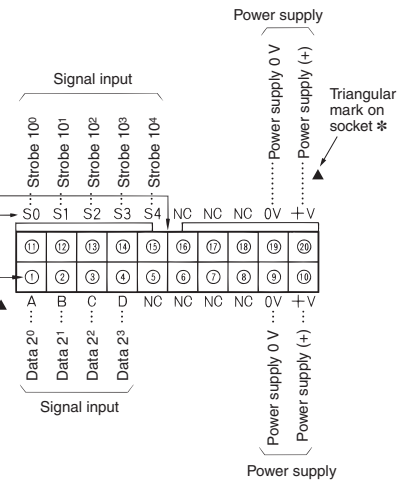 Power supply
Signal input
Strobe 10⁰
Strobe 10¹
Strobe 10²
Strobe 10³
Strobe 10⁴
Power supply 0 V
Power supply (+)
Triangular
mark on
socket *
S0 S1 S2 S3 S4 NC NC NC 0V +V
⑪ ⑫ ⑬ ⑭ ⑮ ⑯ ⑰ ⑱ ⑲ ⑳
① ② ③ ④ ⑤ ⑥ ⑦ ⑧ ⑨ ⑩
A B C D NC NC NC NC 0V +V
Data 2⁰
Data 2¹
Data 2²
Data 2³
Power supply 0 V
Power supply (+)
Signal input
Power supply